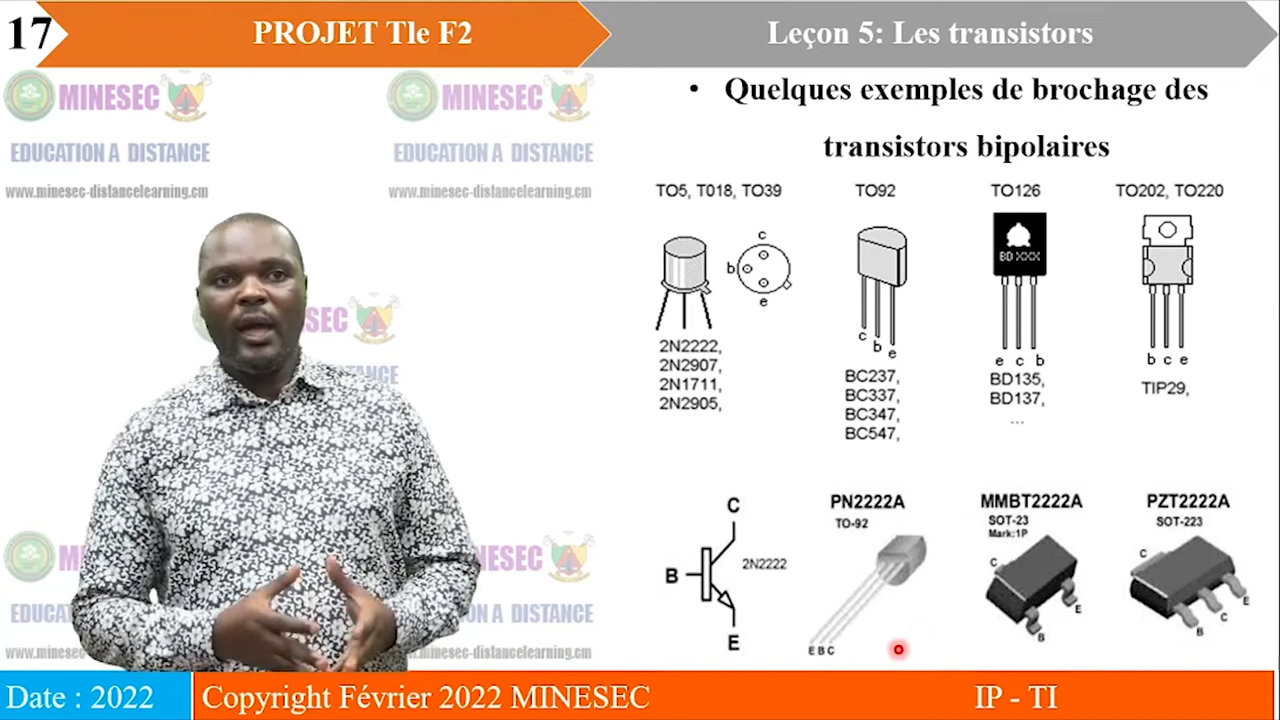 17
PROJET Tle F2
Leçon 5: Les transistors
MINESEC
EDUCATION A DISTANCE
www.minesec-distancelearning.cm
MINESEC
EDUCATION A DISTANCE
www.minesec-distancelearning.cm
• Quelques exemples de brochage des
transistors bipolaires
TO5, T018, TO39
c
b
e
2N2222,
2N2907,
2N1711,
2N2905,
TO92
c b e
BC237,
BC337,
BC347,
BC547,
TO126
BD XXX
e c b
BD135,
BD137,
...
TO202, TO220
b c e
TIP29,
C
B
E
2N2222
PN2222A
TO-92
E B C
MMBT2222A
SOT-23
Mark:1P
C
E
B
PZT2222A
SOT-223
C
E
C
B
Date : 2022
Copyright Février 2022 MINESEC
IP - TI